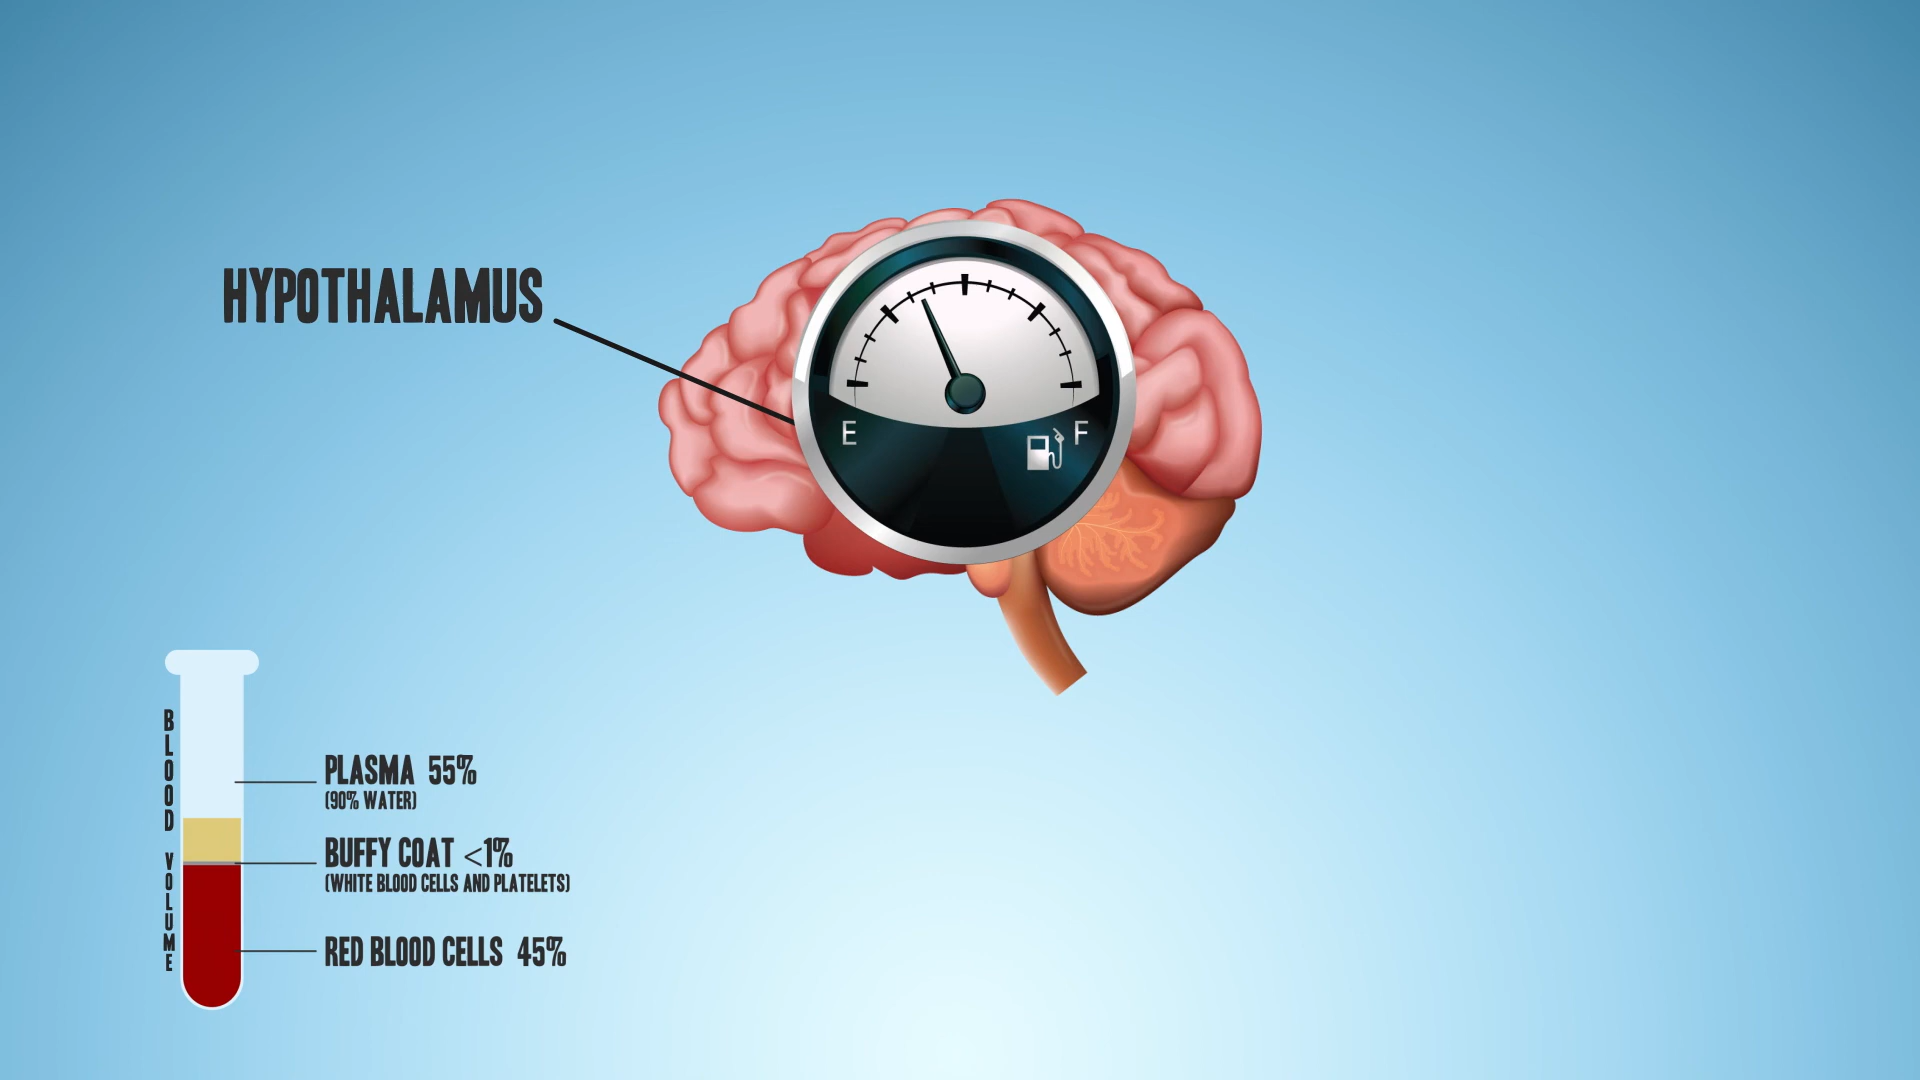 HYPOTHALAMUS
E F
BLOOD VOLUME
PLASMA 55%
(90% WATER)
BUFFY COAT <1%
(WHITE BLOOD CELLS AND PLATELETS)
RED BLOOD CELLS 45%